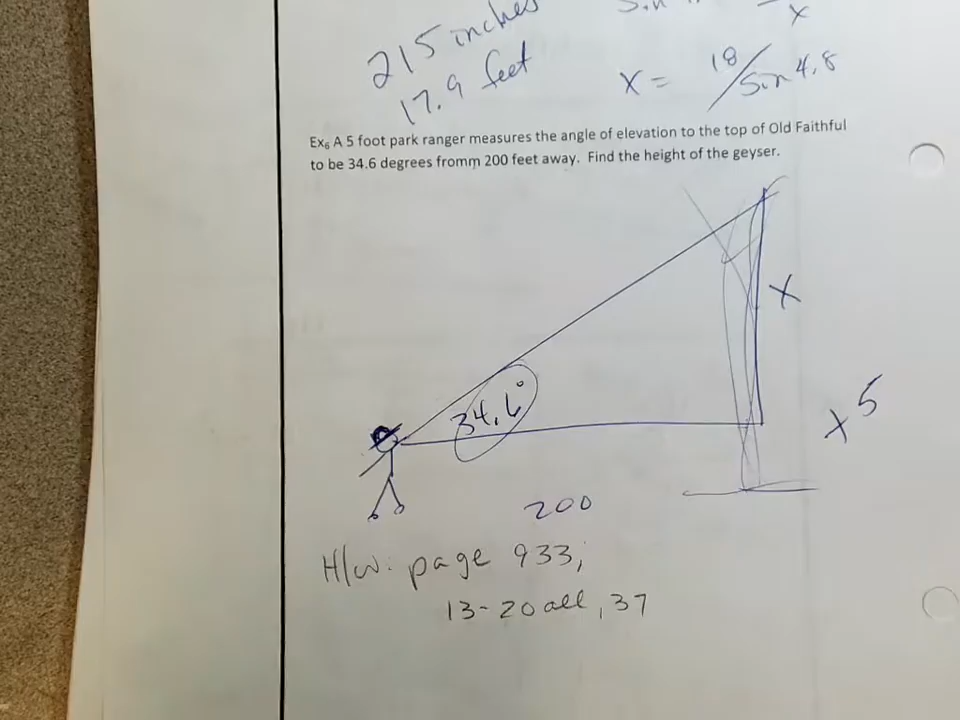 215 inches
17.9 feet
x
x = 18/sin 4.8
Ex6 A 5 foot park ranger measures the angle of elevation to the top of Old Faithful
to be 34.6 degrees fromm 200 feet away. Find the height of the geyser.
x
34.6°
x 5
200
H/w: page 933,
13-20 all, 37